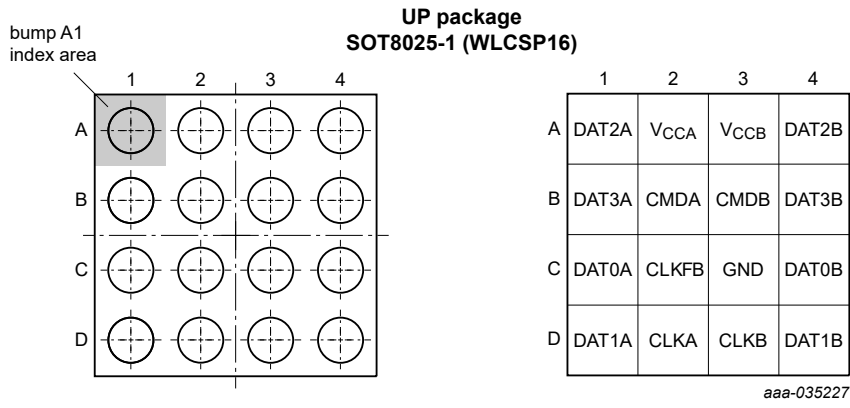 UP package
SOT8025-1 (WLCSP16)
bump A1
index area
1 2 3 4
A
B
C
D
1 2 3 4
A DAT2A VCCA VCCB DAT2B
B DAT3A CMDA CMDB DAT3B
C DAT0A CLKFB GND DAT0B
D DAT1A CLKA CLKB DAT1B
aaa-035227